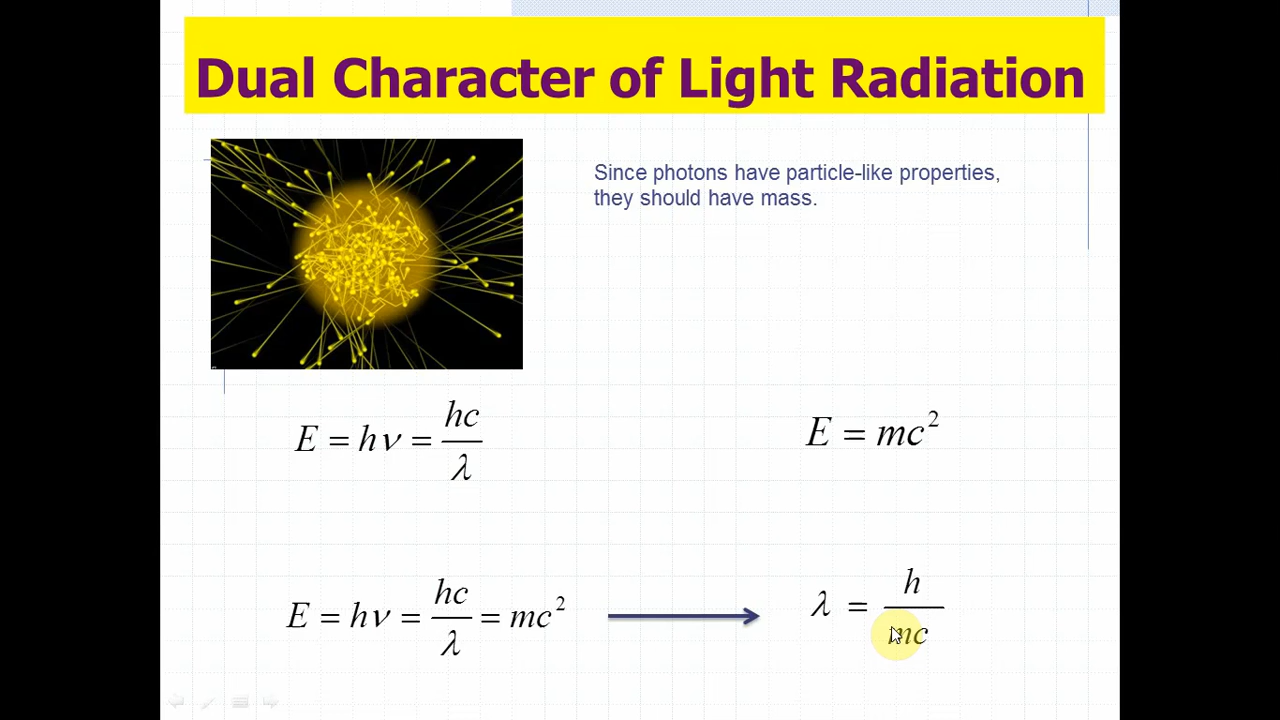 Dual Character of Light Radiation
Since photons have particle-like properties,
they should have mass.
E = hν = hc/λ
E = mc²
E = hν = hc/λ = mc²
λ = h/mc